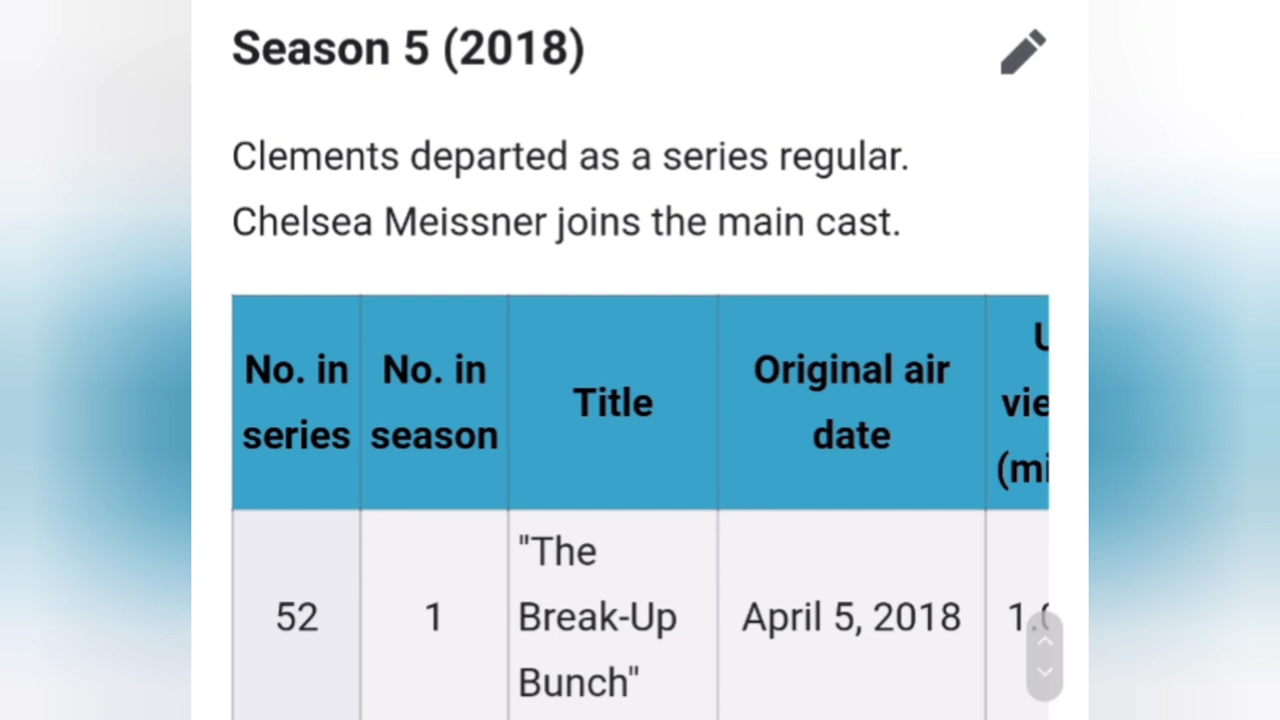 Season 5 (2018)
Clements departed as a series regular.
Chelsea Meissner joins the main cast.
No. in series
No. in season
Title
Original air date
52
1
"The Break-Up Bunch"
April 5, 2018